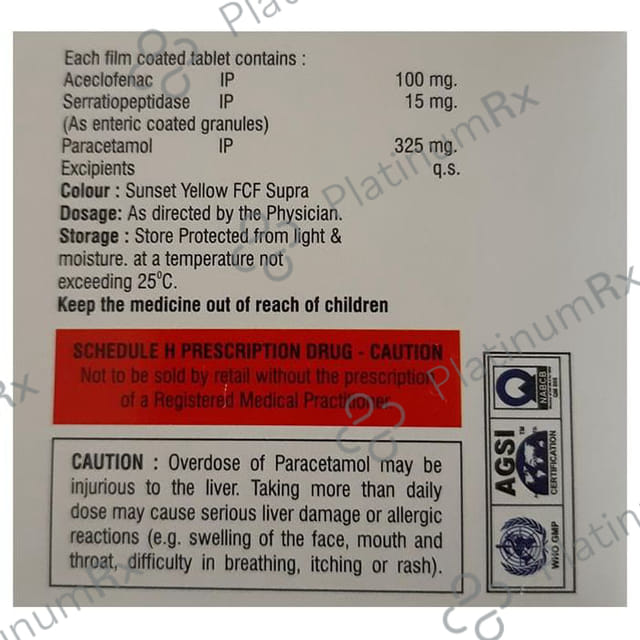 Each film coated tablet contains :
Aceclofenac IP 100 mg.
Serratiopeptidase IP 15 mg.
(As enteric coated granules)
Paracetamol IP 325 mg.
Excipients q.s.
Colour : Sunset Yellow FCF Supra
Dosage: As directed by the Physician.
Storage : Store Protected from light &
moisture. at a temperature not
exceeding 25⁰C.
Keep the medicine out of reach of children
SCHEDULE H PRESCRIPTION DRUG - CAUTION
Not to be sold by retail without the prescription
of a Registered Medical Practitioner
CAUTION : Overdose of Paracetamol may be
injurious to the liver. Taking more than daily
dose may cause serious liver damage or allergic
reactions (e.g. swelling of the face, mouth and
throat, difficulty in breathing, itching or rash).
NABCB
AGSI
TM
CERTIFICATION
WHO GMP
PlatinumRx
PlatinumRx
PlatinumRx
PlatinumRx